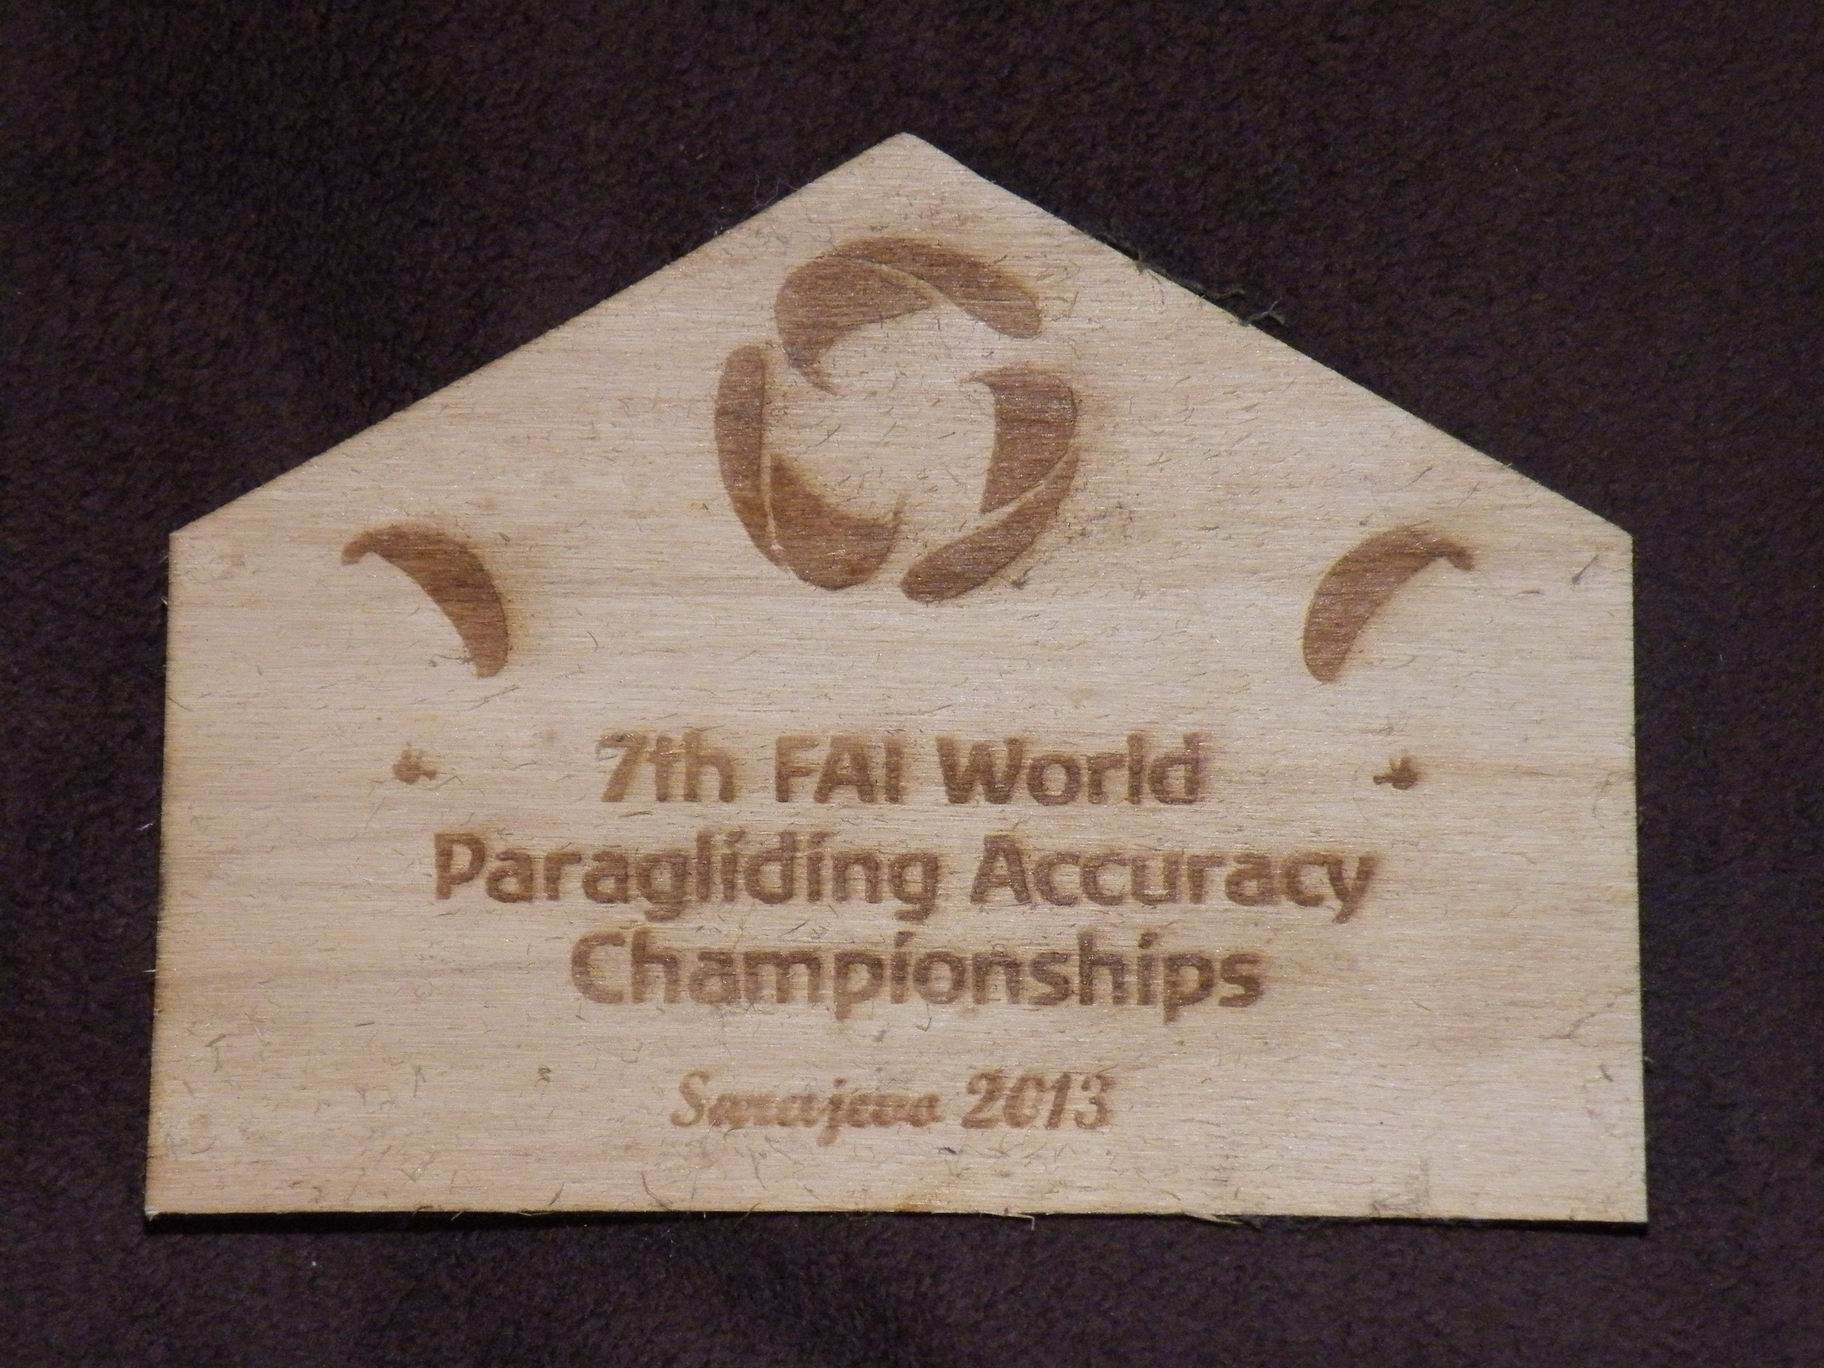 7th FAI World
Paragliding Accuracy
Championships
Sarajevo 2013